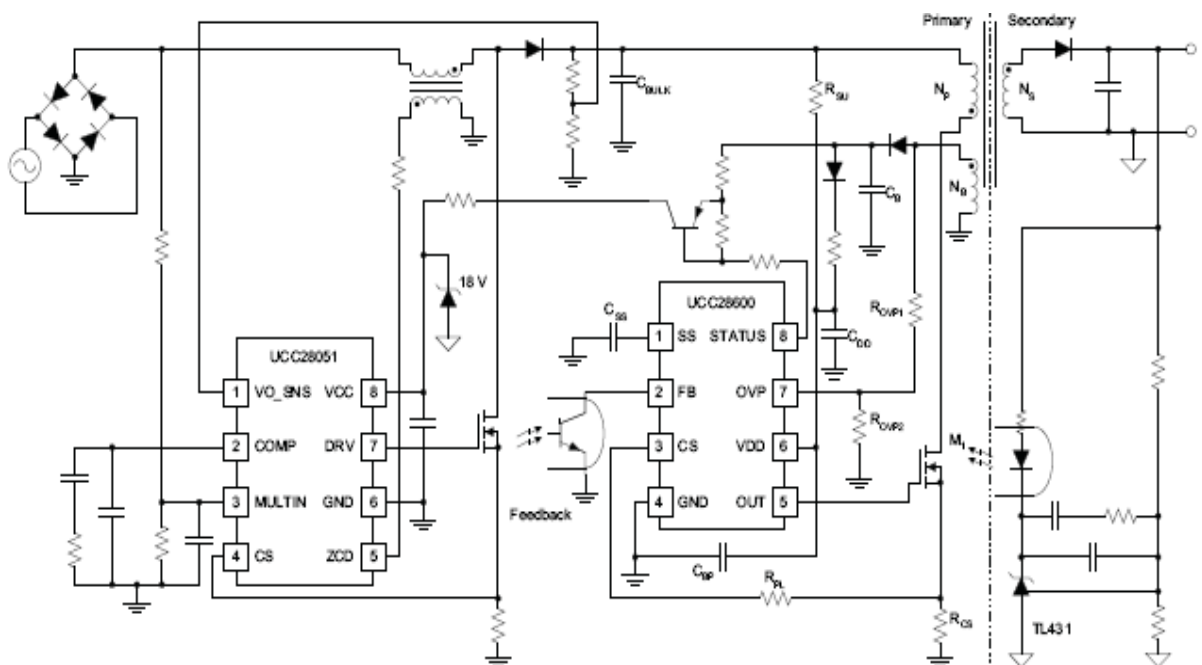 Primary
Secondary
C_BULK
R_SU
N_P
N_S
N_B
C_B
18 V
UCC28600
C_SS
R_OVP1
1 SS STATUS 8
C_DD
UCC28051
1 VO_SNS VCC 8
2 FB OVP 7
R_OVP2
2 COMP DRV 7
3 CS VDD 6
M_1
3 MULTIN GND 6
4 GND OUT 5
Feedback
4 CS ZCD 5
C_BP
R_PL
R_CS
TL431